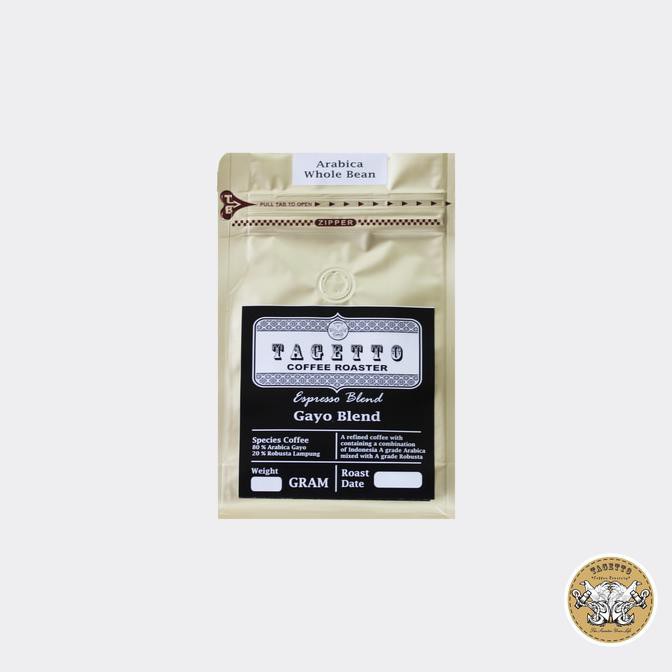 Arabica
Whole Bean
T
B
PULL TAB TO OPEN
ZIPPER
TAGETTO
COFFEE ROASTER
Espresso Blend
Gayo Blend
Species Coffee
80 % Arabica Gayo
20 % Robusta Lampung
A refined coffee with
containing a combination
of Indonesia A grade Arabica
mixed with A grade Robusta
Weight
GRAM
Roast
Date
TAGETTO